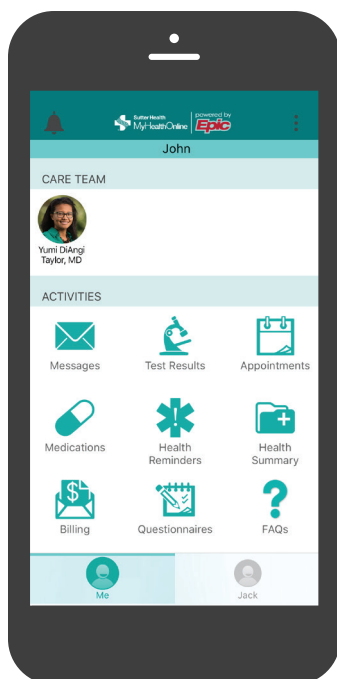 Sutter Health
MyHealthOnline
powered by
Epic
John
CARE TEAM
Yumi DiAngi
Taylor, MD
ACTIVITIES
Messages
Test Results
Appointments
Medications
Health
Reminders
Health
Summary
Billing
Questionnaires
FAQs
Me
Jack